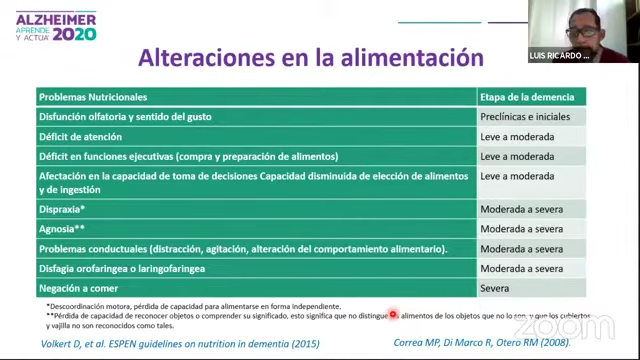 ALZHEIMER
APRENDE
Y ACTÚA 2020
LUIS RICARDO
Alteraciones en la alimentación
Problemas Nutricionales Etapa de la demencia
Disfunción olfatoria y sentido del gusto Preclínicas e iniciales
Déficit de atención Leve a moderada
Déficit en funciones ejecutivas (compra y preparación de alimentos) Leve a moderada
Afectación en la capacidad de toma de decisiones Capacidad disminuida de elección de alimentos Leve a moderada
y de ingestión
Dispraxia* Moderada a severa
Agnosia** Moderada a severa
Problemas conductuales (distracción, agitación, alteración del comportamiento alimentario). Moderada a severa
Disfagia orofaringea o laringofaringea Moderada a severa
Negación a comer Severa
*Descoordinación motora, pérdida de capacidad para alimentarse en forma independiente.
**Pérdida de capacidad de reconocer objetos o comprender su significado, esto significa que no distingue alimentos de los objetos que no lo son, y que los cubiertos
y vajilla no son reconocidos como tales.
Volkert D, et al. ESPEN guidelines on nutrition in dementia (2015)
Correa MP, Di Marco R, Otero RM (2008).
zoom